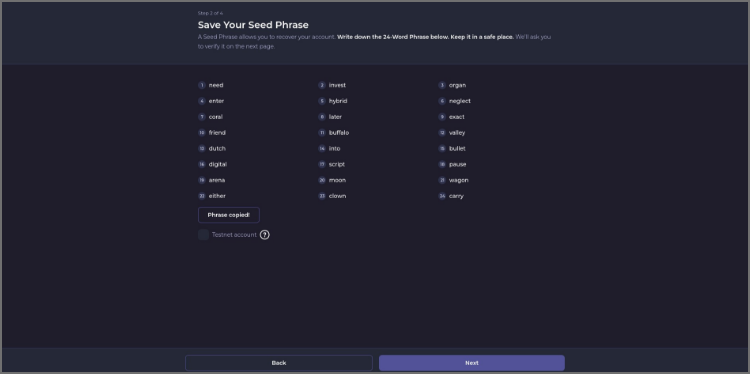 Step 2 of 4
Save Your Seed Phrase
A Seed Phrase allows you to recover your account. Write down the 24-Word Phrase below. Keep it in a safe place. We'll ask you
to verify it on the next page.
1 need 2 invest 3 organ
4 enter 5 hybrid 6 neglect
7 coral 8 later 9 exact
10 friend 11 buffalo 12 valley
13 dutch 14 into 15 bullet
16 digital 17 script 18 pause
19 arena 20 moon 21 wagon
22 either 23 clown 24 carry
Phrase copied!
Testnet account ?
Back Next